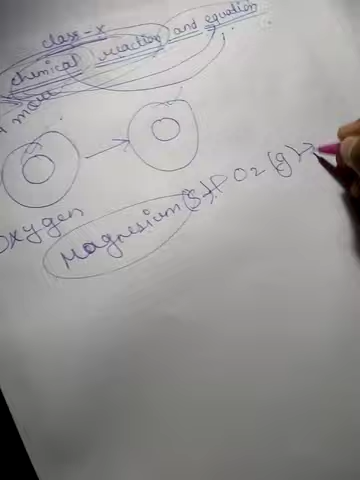 class-x
chemical reaction and equation
oxygen
Magnesium(s)+ O2 (g) →